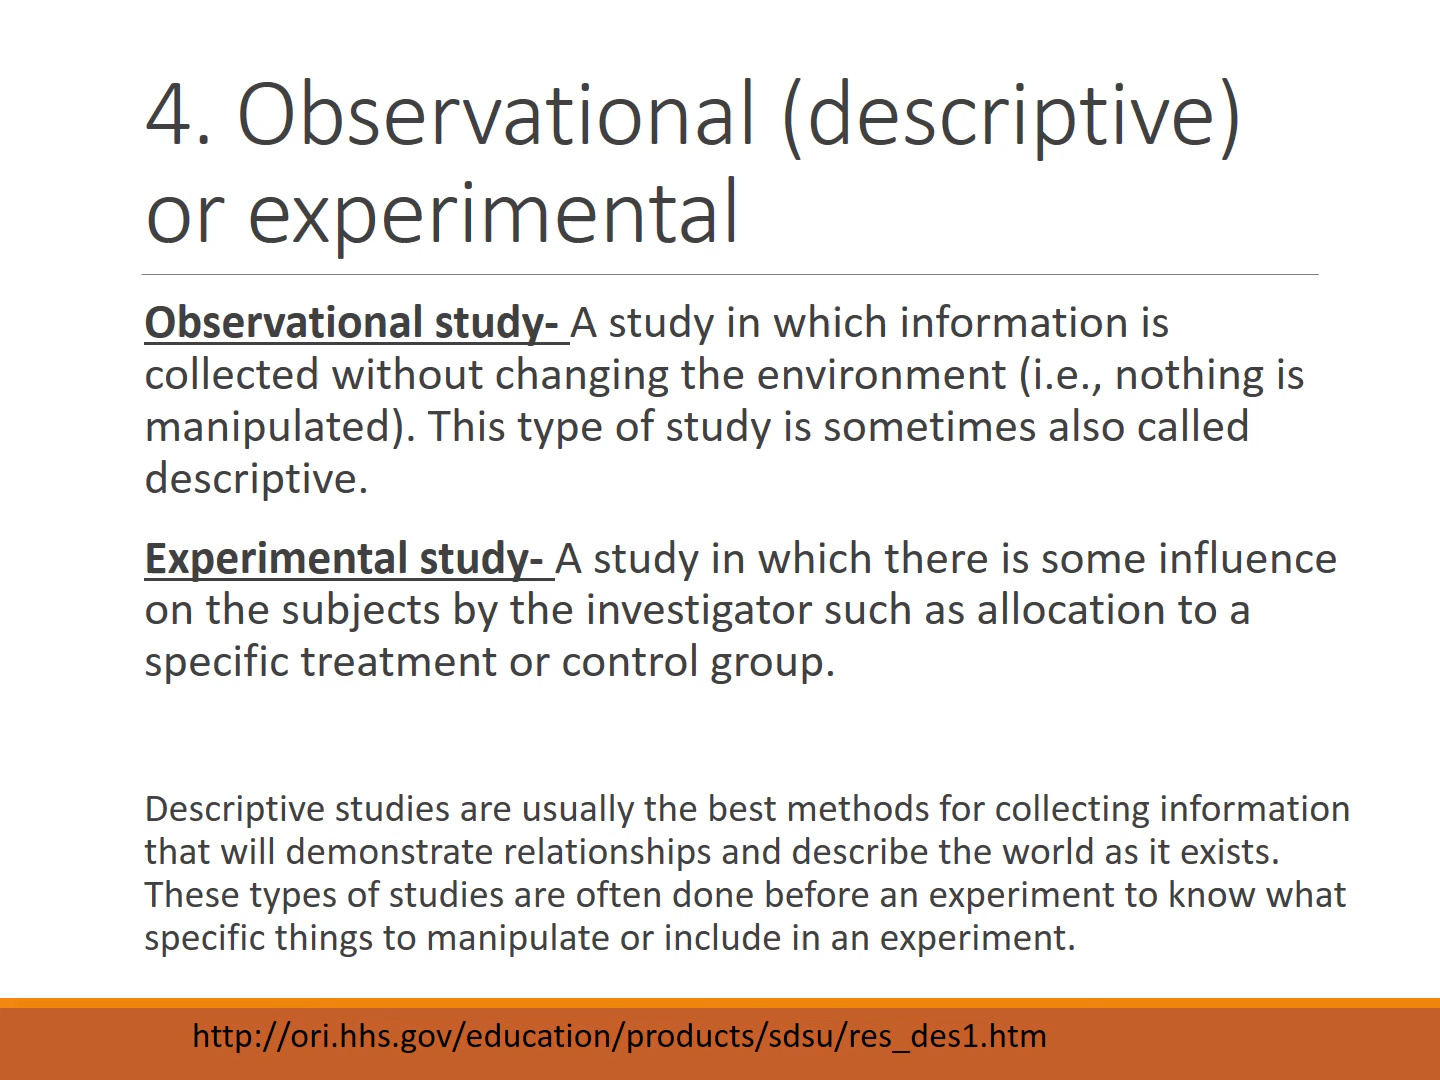 4. Observational (descriptive)
or experimental
Observational study- A study in which information is
collected without changing the environment (i.e., nothing is
manipulated). This type of study is sometimes also called
descriptive.
Experimental study- A study in which there is some influence
on the subjects by the investigator such as allocation to a
specific treatment or control group.
Descriptive studies are usually the best methods for collecting information
that will demonstrate relationships and describe the world as it exists.
These types of studies are often done before an experiment to know what
specific things to manipulate or include in an experiment.
http://ori.hhs.gov/education/products/sdsu/res_des1.htm